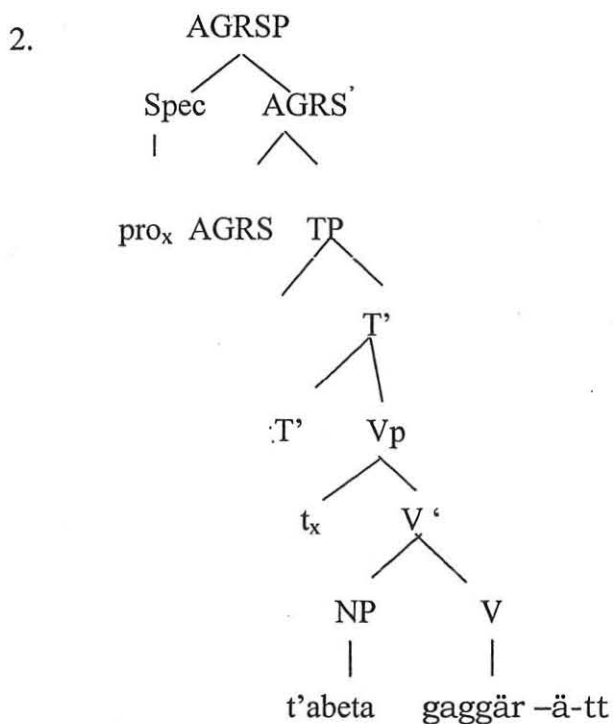 2. AGRSP
Spec AGRS'
proₓ AGRS TP
T'
:T' Vp
tₓ V ‘
NP V
t'abeta gaggär –ä-tt